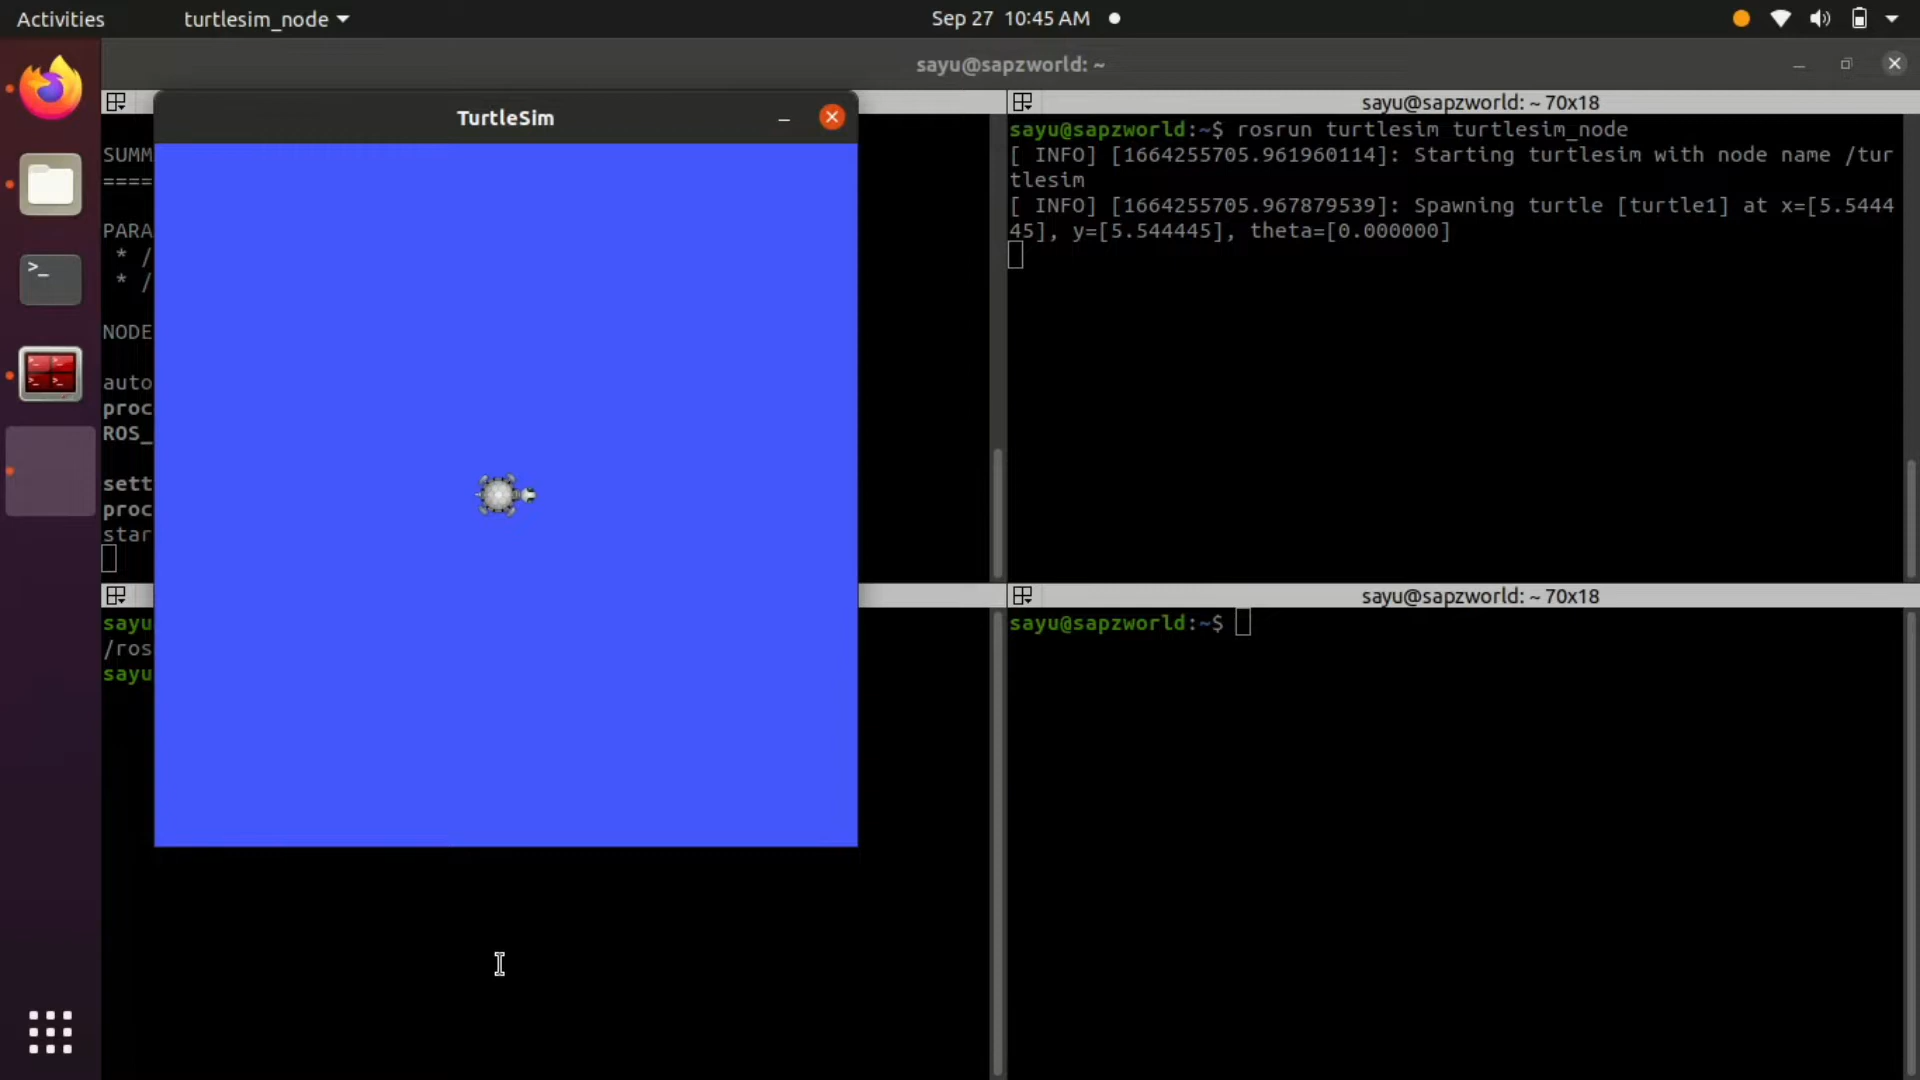 Activities
turtlesim_node
Sep 27 10:45 AM
sayu@sapzworld: ~
TurtleSim
SUMM
====
PARA
* /
* /
NODE
auto
proc
ROS_
sett
proc
star
sayu@sapzworld: ~ 70x18
sayu@sapzworld:~$ rosrun turtlesim turtlesim_node
[ INFO] [1664255705.961960114]: Starting turtlesim with node name /tur
tlesim
[ INFO] [1664255705.967879539]: Spawning turtle [turtle1] at x=[5.5444
45], y=[5.544445], theta=[0.000000]
sayu
/ros
sayu
sayu@sapzworld: ~ 70x18
sayu@sapzworld:~$